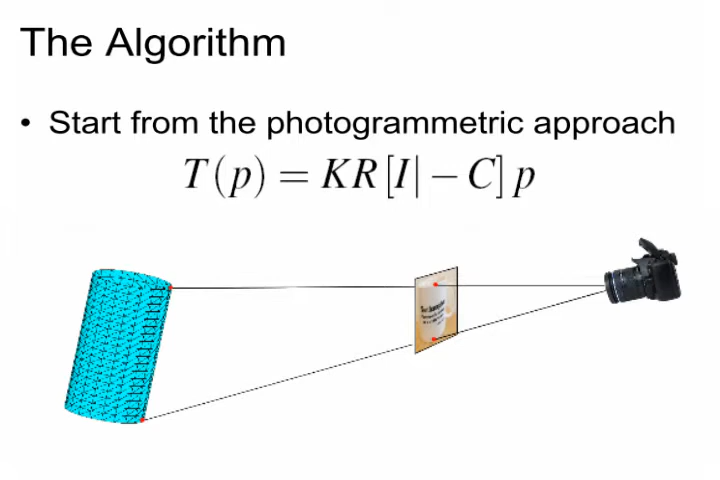 The Algorithm
• Start from the photogrammetric approach
T(p) = KR[I| − C] p